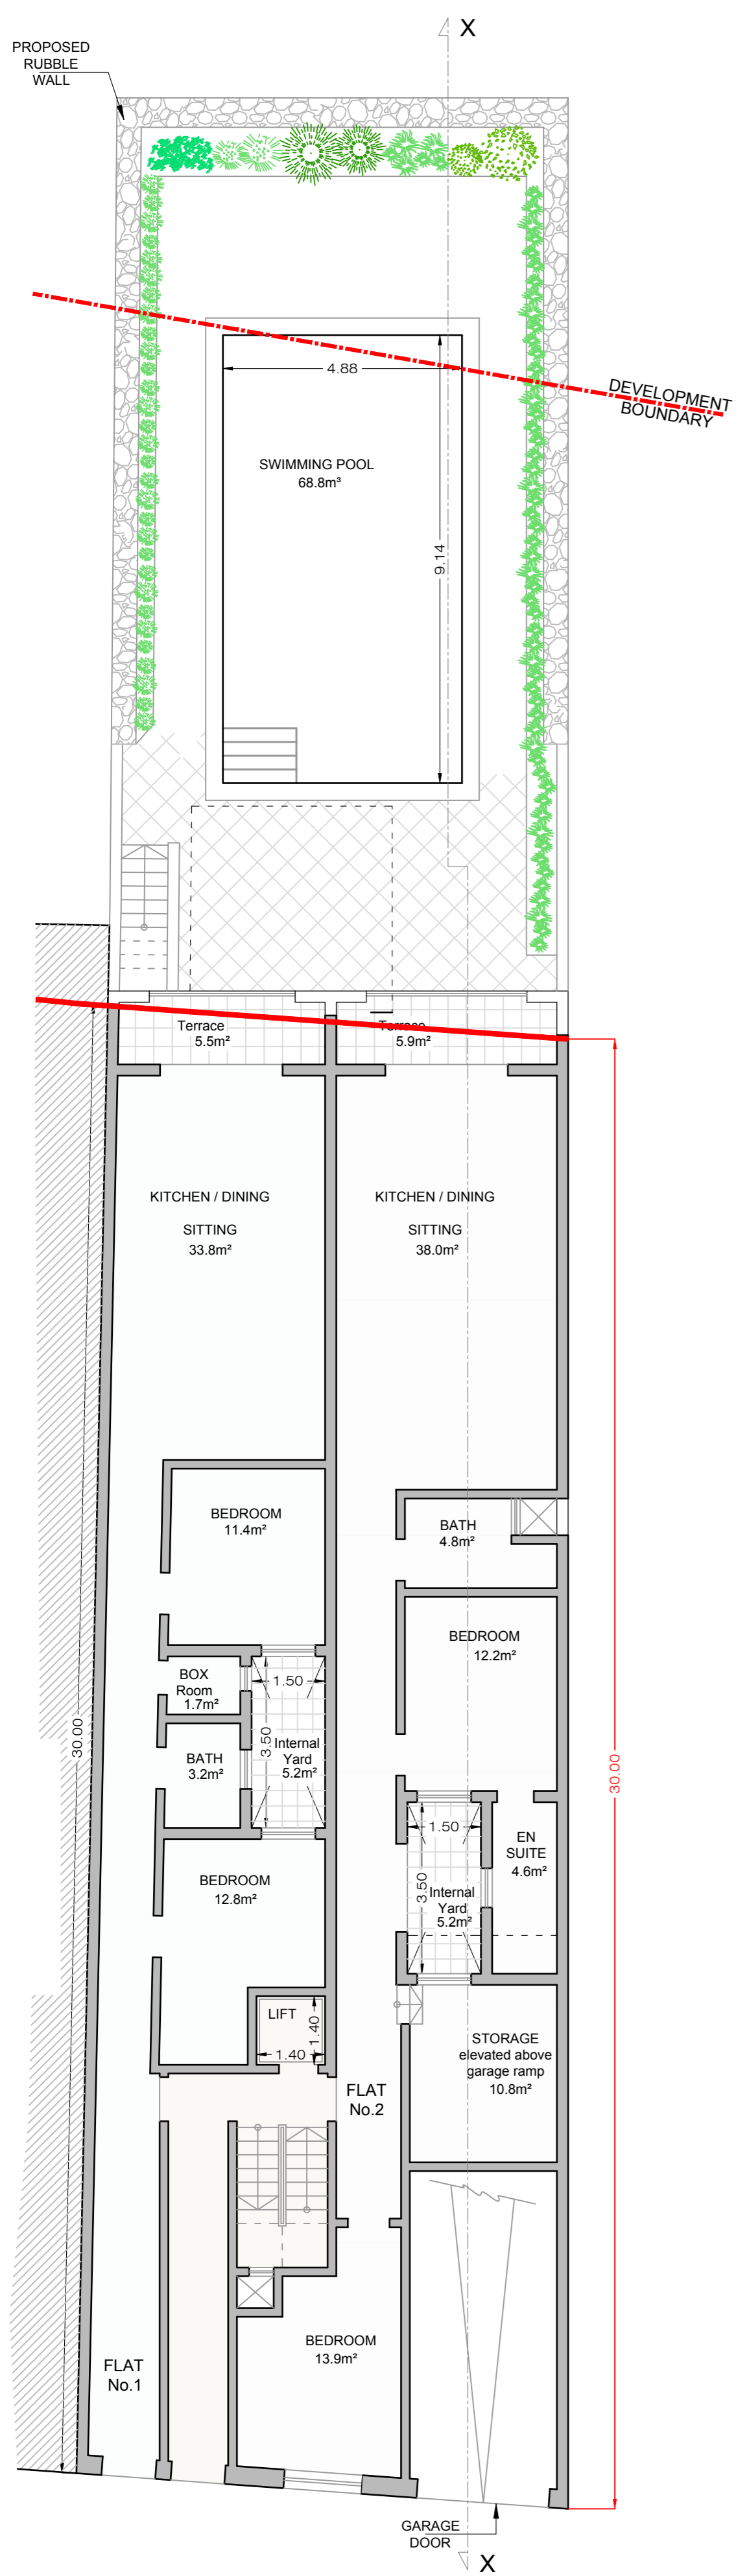 X
PROPOSED
RUBBLE
WALL
4.88
DEVELOPMENT
BOUNDARY
SWIMMING POOL
68.8m³
9.14
Terrace
5.5m²
Terrace
5.9m²
KITCHEN / DINING
SITTING
33.8m²
KITCHEN / DINING
SITTING
38.0m²
BEDROOM
11.4m²
BATH
4.8m²
BEDROOM
12.2m²
BOX
Room
1.7m²
1.50
3.50
Internal
Yard
5.2m²
BATH
3.2m²
30.00
30.00
BEDROOM
12.8m²
1.50
3.50
Internal
Yard
5.2m²
EN
SUITE
4.6m²
LIFT
1.40
1.40
STORAGE
elevated above
garage ramp
10.8m²
FLAT
No.2
BEDROOM
13.9m²
FLAT
No.1
GARAGE
DOOR
X